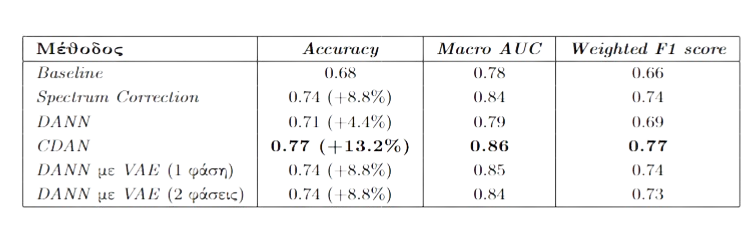 Μέθοδος Accuracy Macro AUC Weighted F1 score
Baseline 0.68 0.78 0.66
Spectrum Correction 0.74 (+8.8%) 0.84 0.74
DANN 0.71 (+4.4%) 0.79 0.69
CDAN 0.77 (+13.2%) 0.86 0.77
DANN με VAE (1 φάση) 0.74 (+8.8%) 0.85 0.74
DANN με VAE (2 φάσεις) 0.74 (+8.8%) 0.84 0.73